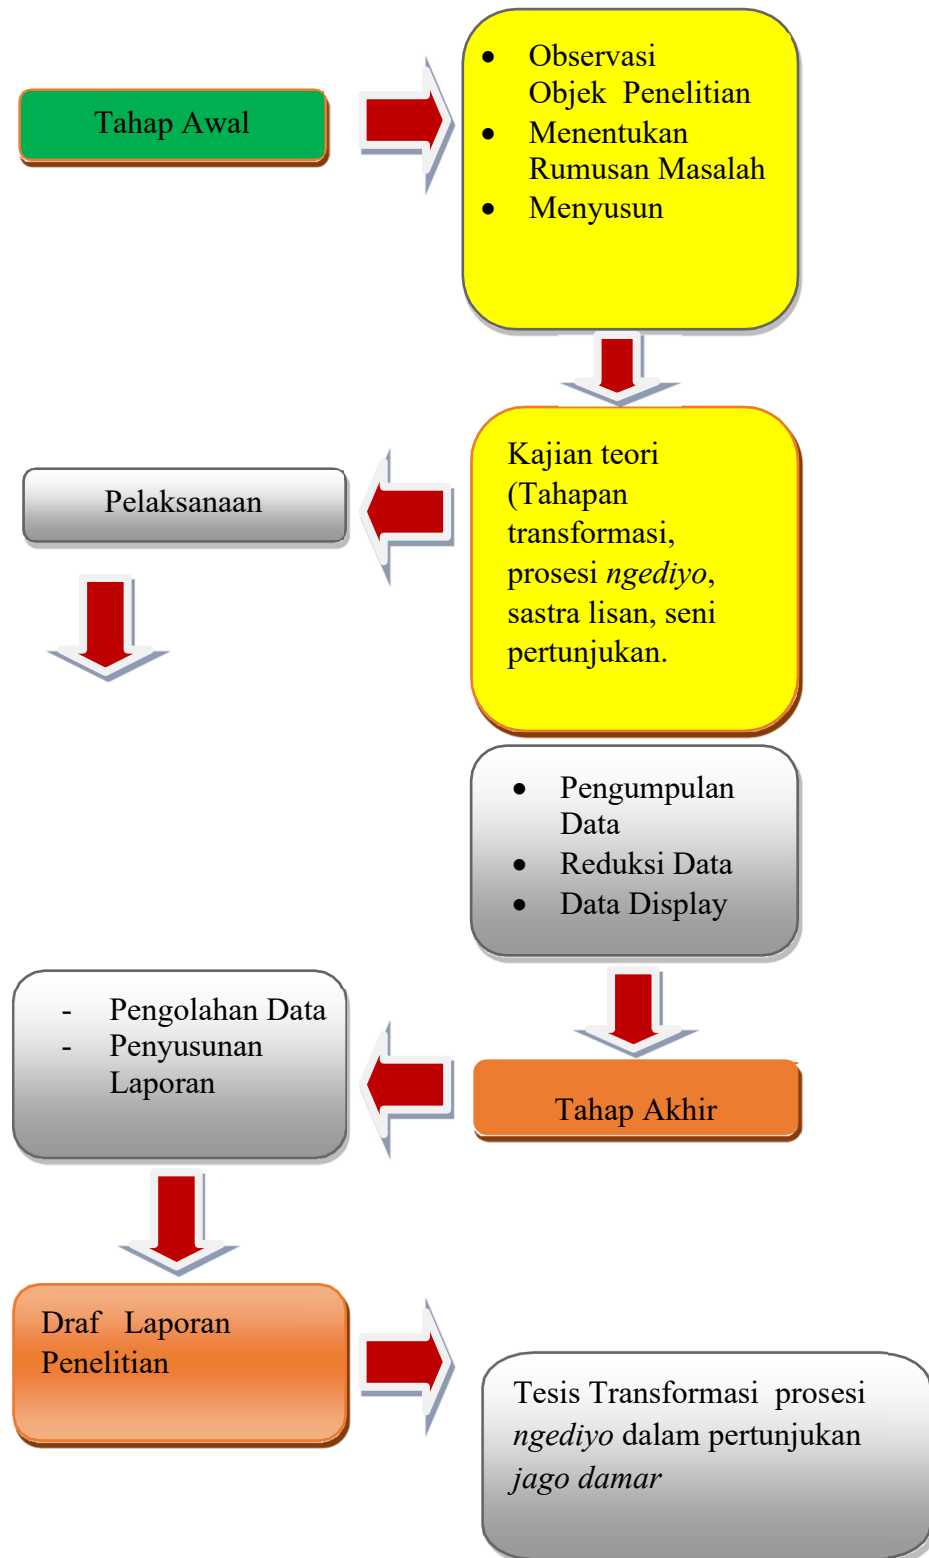 Tahap Awal
• Observasi
Objek Penelitian
• Menentukan
Rumusan Masalah
• Menyusun
Kajian teori
(Tahapan
transformasi,
prosesi ngediyo,
sastra lisan, seni
pertunjukan.
Pelaksanaan
• Pengumpulan
Data
• Reduksi Data
• Data Display
Tahap Akhir
- Pengolahan Data
- Penyusunan
Laporan
Draf Laporan
Penelitian
Tesis Transformasi prosesi
ngediyo dalam pertunjukan
jago damar